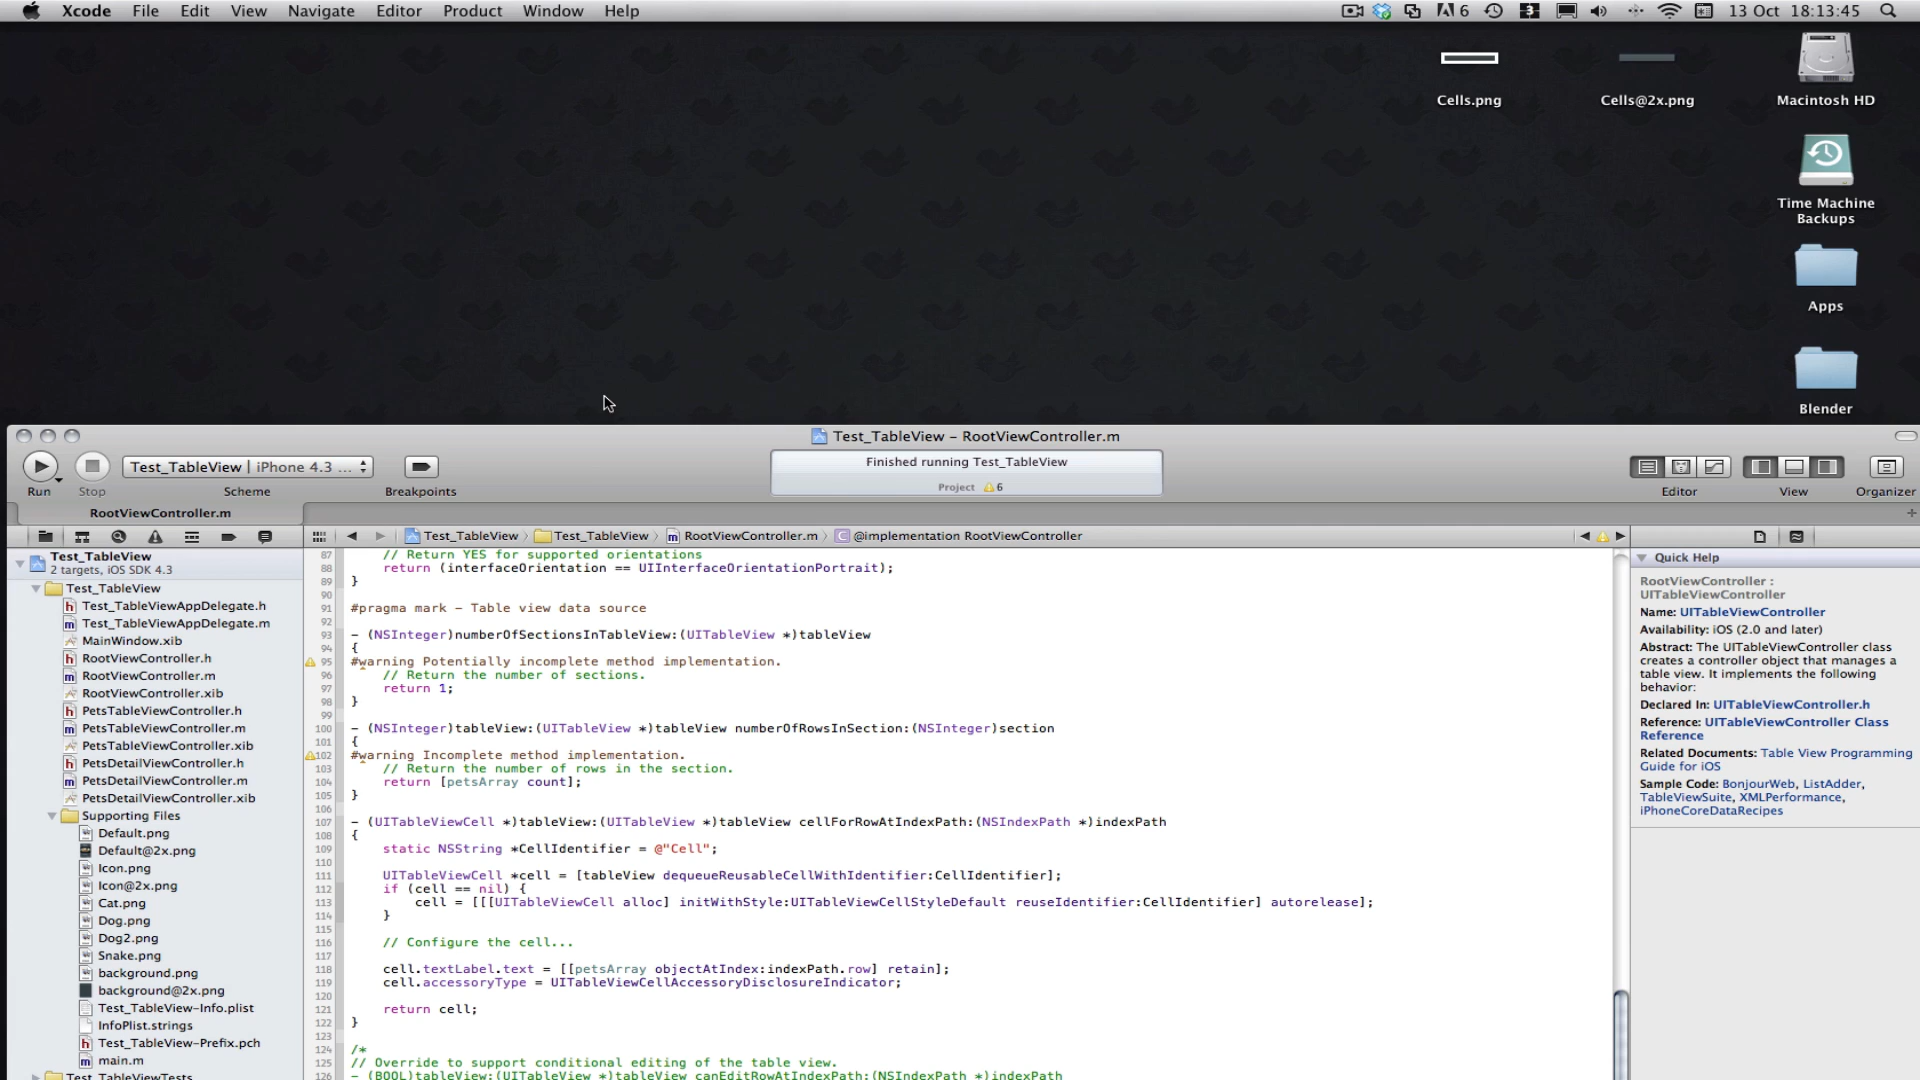 Xcode File Edit View Navigate Editor Product Window Help 6 3 13 Oct 18:13:45
Cells.png Cells@2x.png Macintosh HD
Time Machine
Backups
Apps
Blender
Test_TableView – RootViewController.m
Test_TableView | iPhone 4.3 ...
Finished running Test_TableView
Project 6
Run Stop Scheme Breakpoints Editor View Organizer
RootViewController.m
Test_TableView
2 targets, iOS SDK 4.3
Test_TableView
Test_TableViewAppDelegate.h
Test_TableViewAppDelegate.m
MainWindow.xib
RootViewController.h
RootViewController.m
RootViewController.xib
PetsTableViewController.h
PetsTableViewController.m
PetsTableViewController.xib
PetsDetailViewController.h
PetsDetailViewController.m
PetsDetailViewController.xib
Supporting Files
Default.png
Default@2x.png
Icon.png
Icon@2x.png
Cat.png
Dog.png
Dog2.png
Snake.png
background.png
background@2x.png
Test_TableView-Info.plist
InfoPlist.strings
Test_TableView-Prefix.pch
main.m
Test_TableViewTests
Test_TableView Test_TableView RootViewController.m @implementation RootViewController
87 // Return YES for supported orientations
88 return (interfaceOrientation == UIInterfaceOrientationPortrait);
89 }
90
91 #pragma mark - Table view data source
92
93 - (NSInteger)numberOfSectionsInTableView:(UITableView *)tableView
94 {
95 #warning Potentially incomplete method implementation.
96 // Return the number of sections.
97 return 1;
98 }
99
100 - (NSInteger)tableView:(UITableView *)tableView numberOfRowsInSection:(NSInteger)section
101 {
102 #warning Incomplete method implementation.
103 // Return the number of rows in the section.
104 return [petsArray count];
105 }
106
107 - (UITableViewCell *)tableView:(UITableView *)tableView cellForRowAtIndexPath:(NSIndexPath *)indexPath
108 {
109 static NSString *CellIdentifier = @"Cell";
110
111 UITableViewCell *cell = [tableView dequeueReusableCellWithIdentifier:CellIdentifier];
112 if (cell == nil) {
113 cell = [[[UITableViewCell alloc] initWithStyle:UITableViewCellStyleDefault reuseIdentifier:CellIdentifier] autorelease];
114 }
115
116 // Configure the cell...
117
118 cell.textLabel.text = [[petsArray objectAtIndex:indexPath.row] retain];
119 cell.accessoryType = UITableViewCellAccessoryDisclosureIndicator;
120
121 return cell;
122 }
123
124 /*
125 // Override to support conditional editing of the table view.
126 - (BOOL)tableView:(UITableView *)tableView canEditRowAtIndexPath:(NSIndexPath *)indexPath
Quick Help
RootViewController :
UITableViewController
Name: UITableViewController
Availability: iOS (2.0 and later)
Abstract: The UITableViewController class
creates a controller object that manages a
table view. It implements the following
behavior:
Declared In: UITableViewController.h
Reference: UITableViewController Class
Reference
Related Documents: Table View Programming
Guide for iOS
Sample Code: BonjourWeb, ListAdder,
TableViewSuite, XMLPerformance,
iPhoneCoreDataRecipes